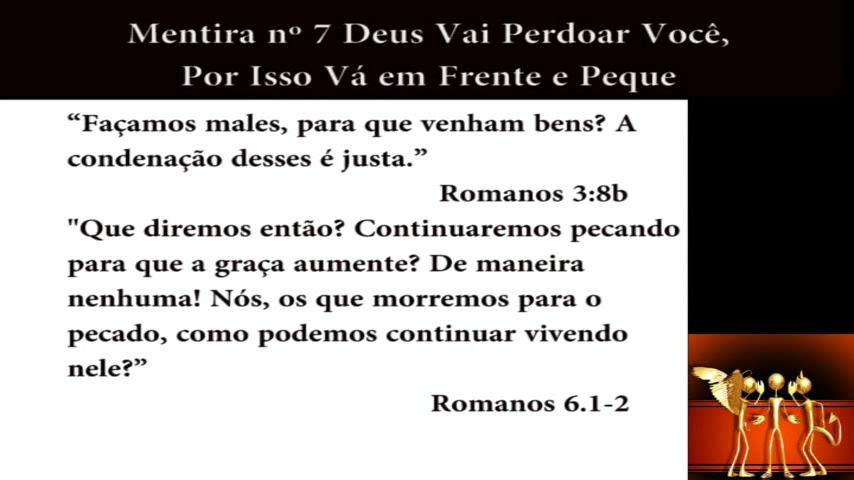 Mentira nº 7 Deus Vai Perdoar Você,
Por Isso Vá em Frente e Peque
“Façamos males, para que venham bens? A
condenação desses é justa.”
Romanos 3:8b
"Que diremos então? Continuaremos pecando
para que a graça aumente? De maneira
nenhuma! Nós, os que morremos para o
pecado, como podemos continuar vivendo
nele?”
Romanos 6.1-2